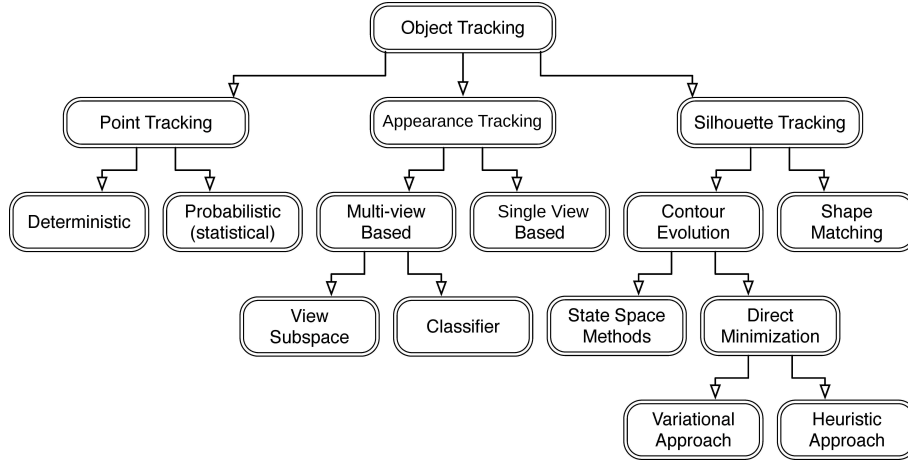 Object Tracking
Point Tracking
Appearance Tracking
Silhouette Tracking
Deterministic
Probabilistic
(statistical)
Multi-view
Based
Single View
Based
Contour
Evolution
Shape
Matching
View
Subspace
Classifier
State Space
Methods
Direct
Minimization
Variational
Approach
Heuristic
Approach